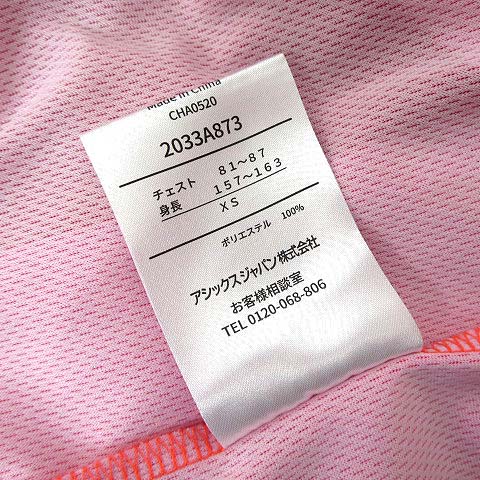 Made in China
CHA0520
2033A873
チェスト 81～87
身長 157～163
XS
ポリエステル 100%
アシックスジャパン株式会社
お客様相談室
TEL 0120-068-806